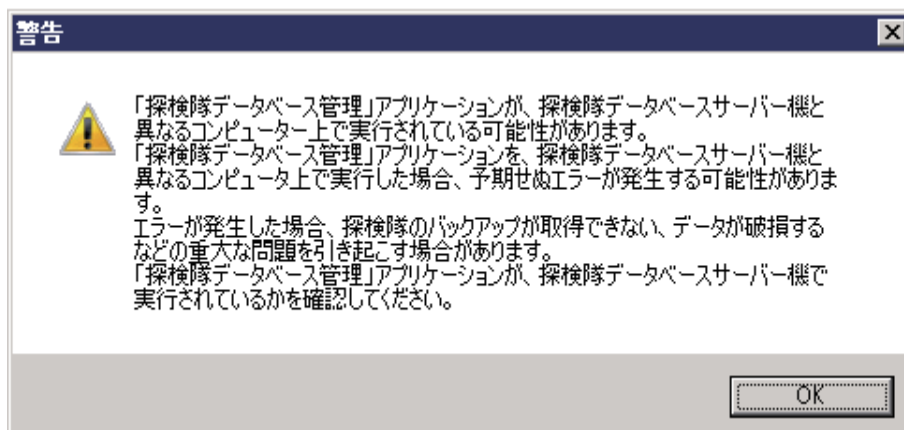 警告
「探検隊データベース管理」アプリケーションが、探検隊データベースサーバー機と
異なるコンピューター上で実行されている可能性があります。
「探検隊データベース管理」アプリケーションを、探検隊データベースサーバー機と
異なるコンピュータ上で実行した場合、予期せぬエラーが発生する可能性がありま
す。
エラーが発生した場合、探検隊のバックアップが取得できない、データが破損する
などの重大な問題を引き起こす場合があります。
「探検隊データベース管理」アプリケーションが、探検隊データベースサーバー機で
実行されているかを確認してください。
OK